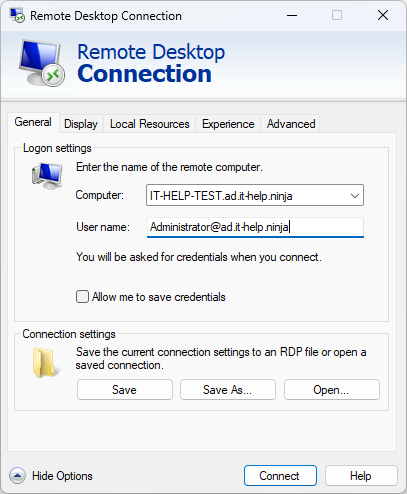 Remote Desktop Connection
Remote Desktop
Connection
General
Display
Local Resources
Experience
Advanced
Logon settings
Enter the name of the remote computer.
Computer:
IT-HELP-TEST.ad.it-help.ninja
User name:
Administrator@ad.it-help.ninja
You will be asked for credentials when you connect.
Allow me to save credentials
Connection settings
Save the current connection settings to an RDP file or open a
saved connection.
Save
Save As...
Open...
Hide Options
Connect
Help